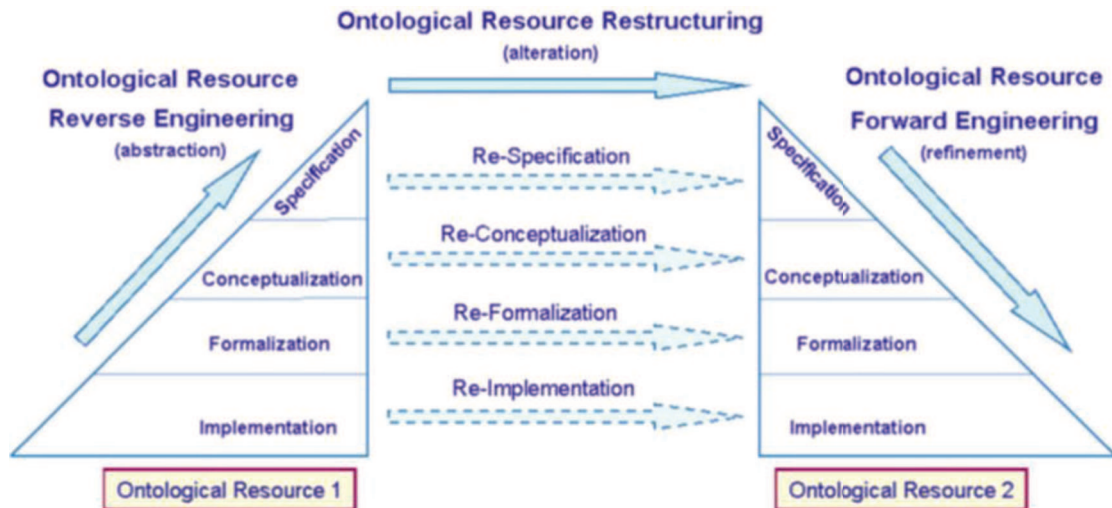 Ontological Resource Restructuring
(alteration)
Ontological Resource
Reverse Engineering
(abstraction)
Ontological Resource
Forward Engineering
(refinement)
Specification
Conceptualization
Formalization
Implementation
Re-Specification
Re-Conceptualization
Re-Formalization
Re-Implementation
Specification
Conceptualization
Formalization
Implementation
Ontological Resource 1
Ontological Resource 2